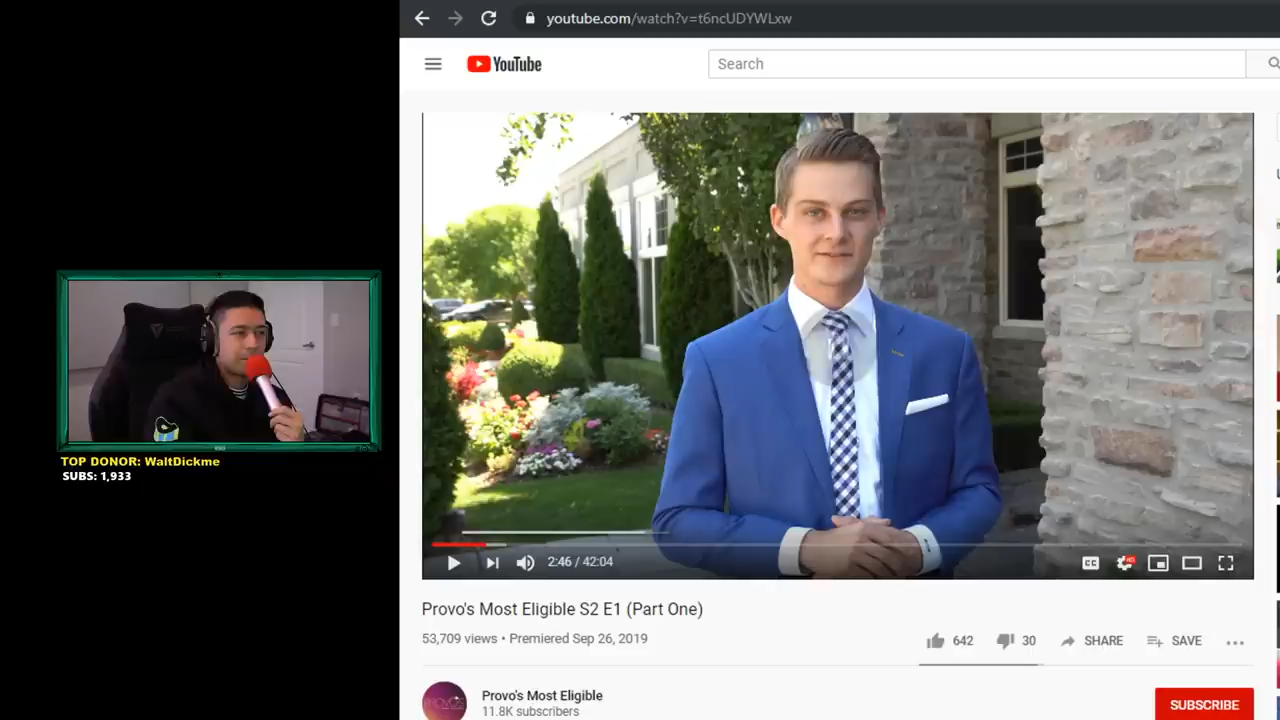 youtube.com/watch?v=t6ncUDYWLxw
YouTube
Search
TOP DONOR: WaltDickme
SUBS: 1,933
2:46 / 42:04
CC
HD
Provo's Most Eligible S2 E1 (Part One)
53,709 views • Premiered Sep 26, 2019
642
30
SHARE
SAVE
Provo's Most Eligible
11.8K subscribers
SUBSCRIBE